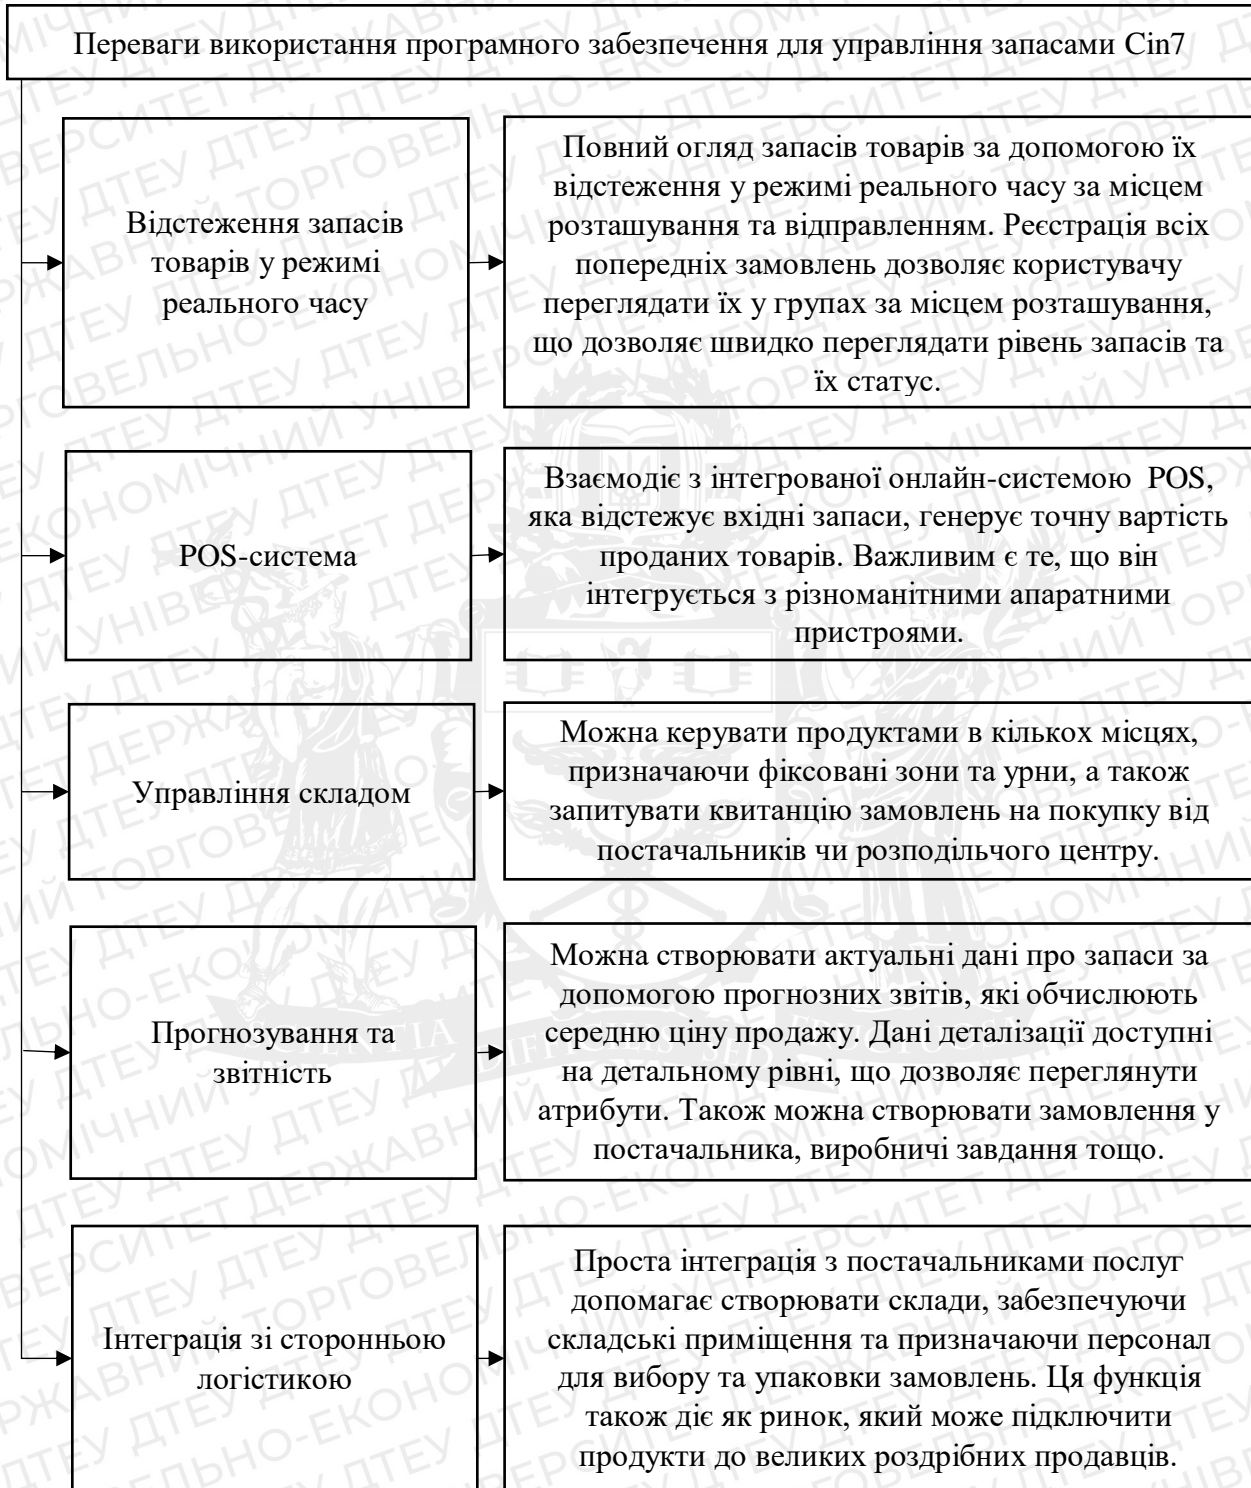 Переваги використання програмного забезпечення для управління запасами Cin7
Відстеження запасів
товарів у режимі
реального часу
Повний огляд запасів товарів за допомогою їх
відстеження у режимі реального часу за місцем
розташування та відправленням. Реєстрація всіх
попередніх замовлень дозволяє користувачу
переглядати їх у групах за місцем розташування,
що дозволяє швидко переглядати рівень запасів та
їх статус.
POS-система
Взаємодіє з інтегрованої онлайн-системою POS,
яка відстежує вхідні запаси, генерує точну вартість
проданих товарів. Важливим є те, що він
інтегрується з різноманітними апаратними
пристроями.
Управління складом
Можна керувати продуктами в кількох місцях,
призначаючи фіксовані зони та урни, а також
запитувати квитанцію замовлень на покупку від
постачальників чи розподільчого центру.
Прогнозування та
звітність
Можна створювати актуальні дані про запаси за
допомогою прогнозних звітів, які обчислюють
середню ціну продажу. Дані деталізації доступні
на детальному рівні, що дозволяє переглянути
атрибути. Також можна створювати замовлення у
постачальника, виробничі завдання тощо.
Інтеграція зі сторонньою
логістикою
Проста інтеграція з постачальниками послуг
допомагає створювати склади, забезпечуючи
складські приміщення та призначаючи персонал
для вибору та упаковки замовлень. Ця функція
також діє як ринок, який може підключити
продукти до великих роздрібних продавців.